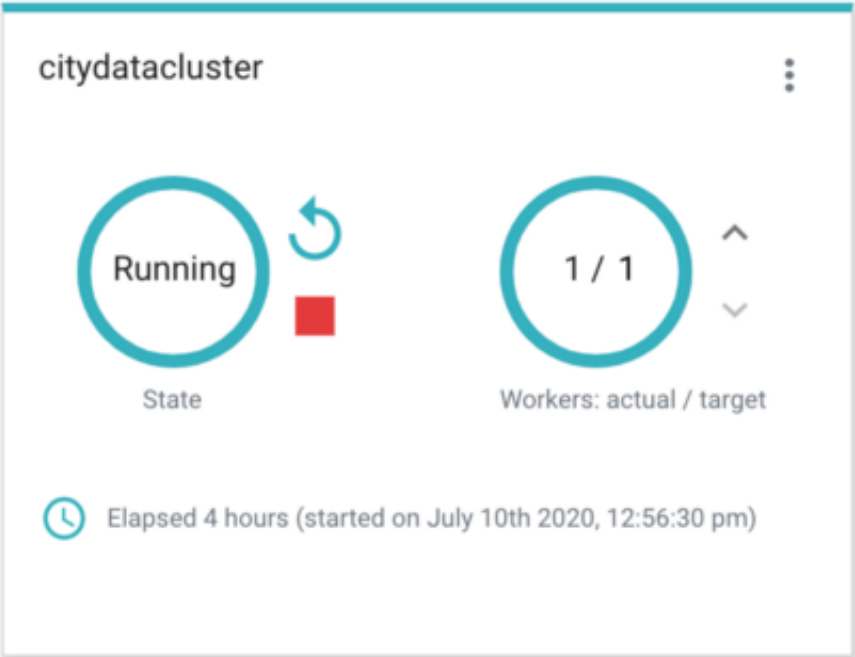 citydatacluster
Running
1 / 1
State
Workers: actual / target
Elapsed 4 hours (started on July 10th 2020, 12:56:30 pm)